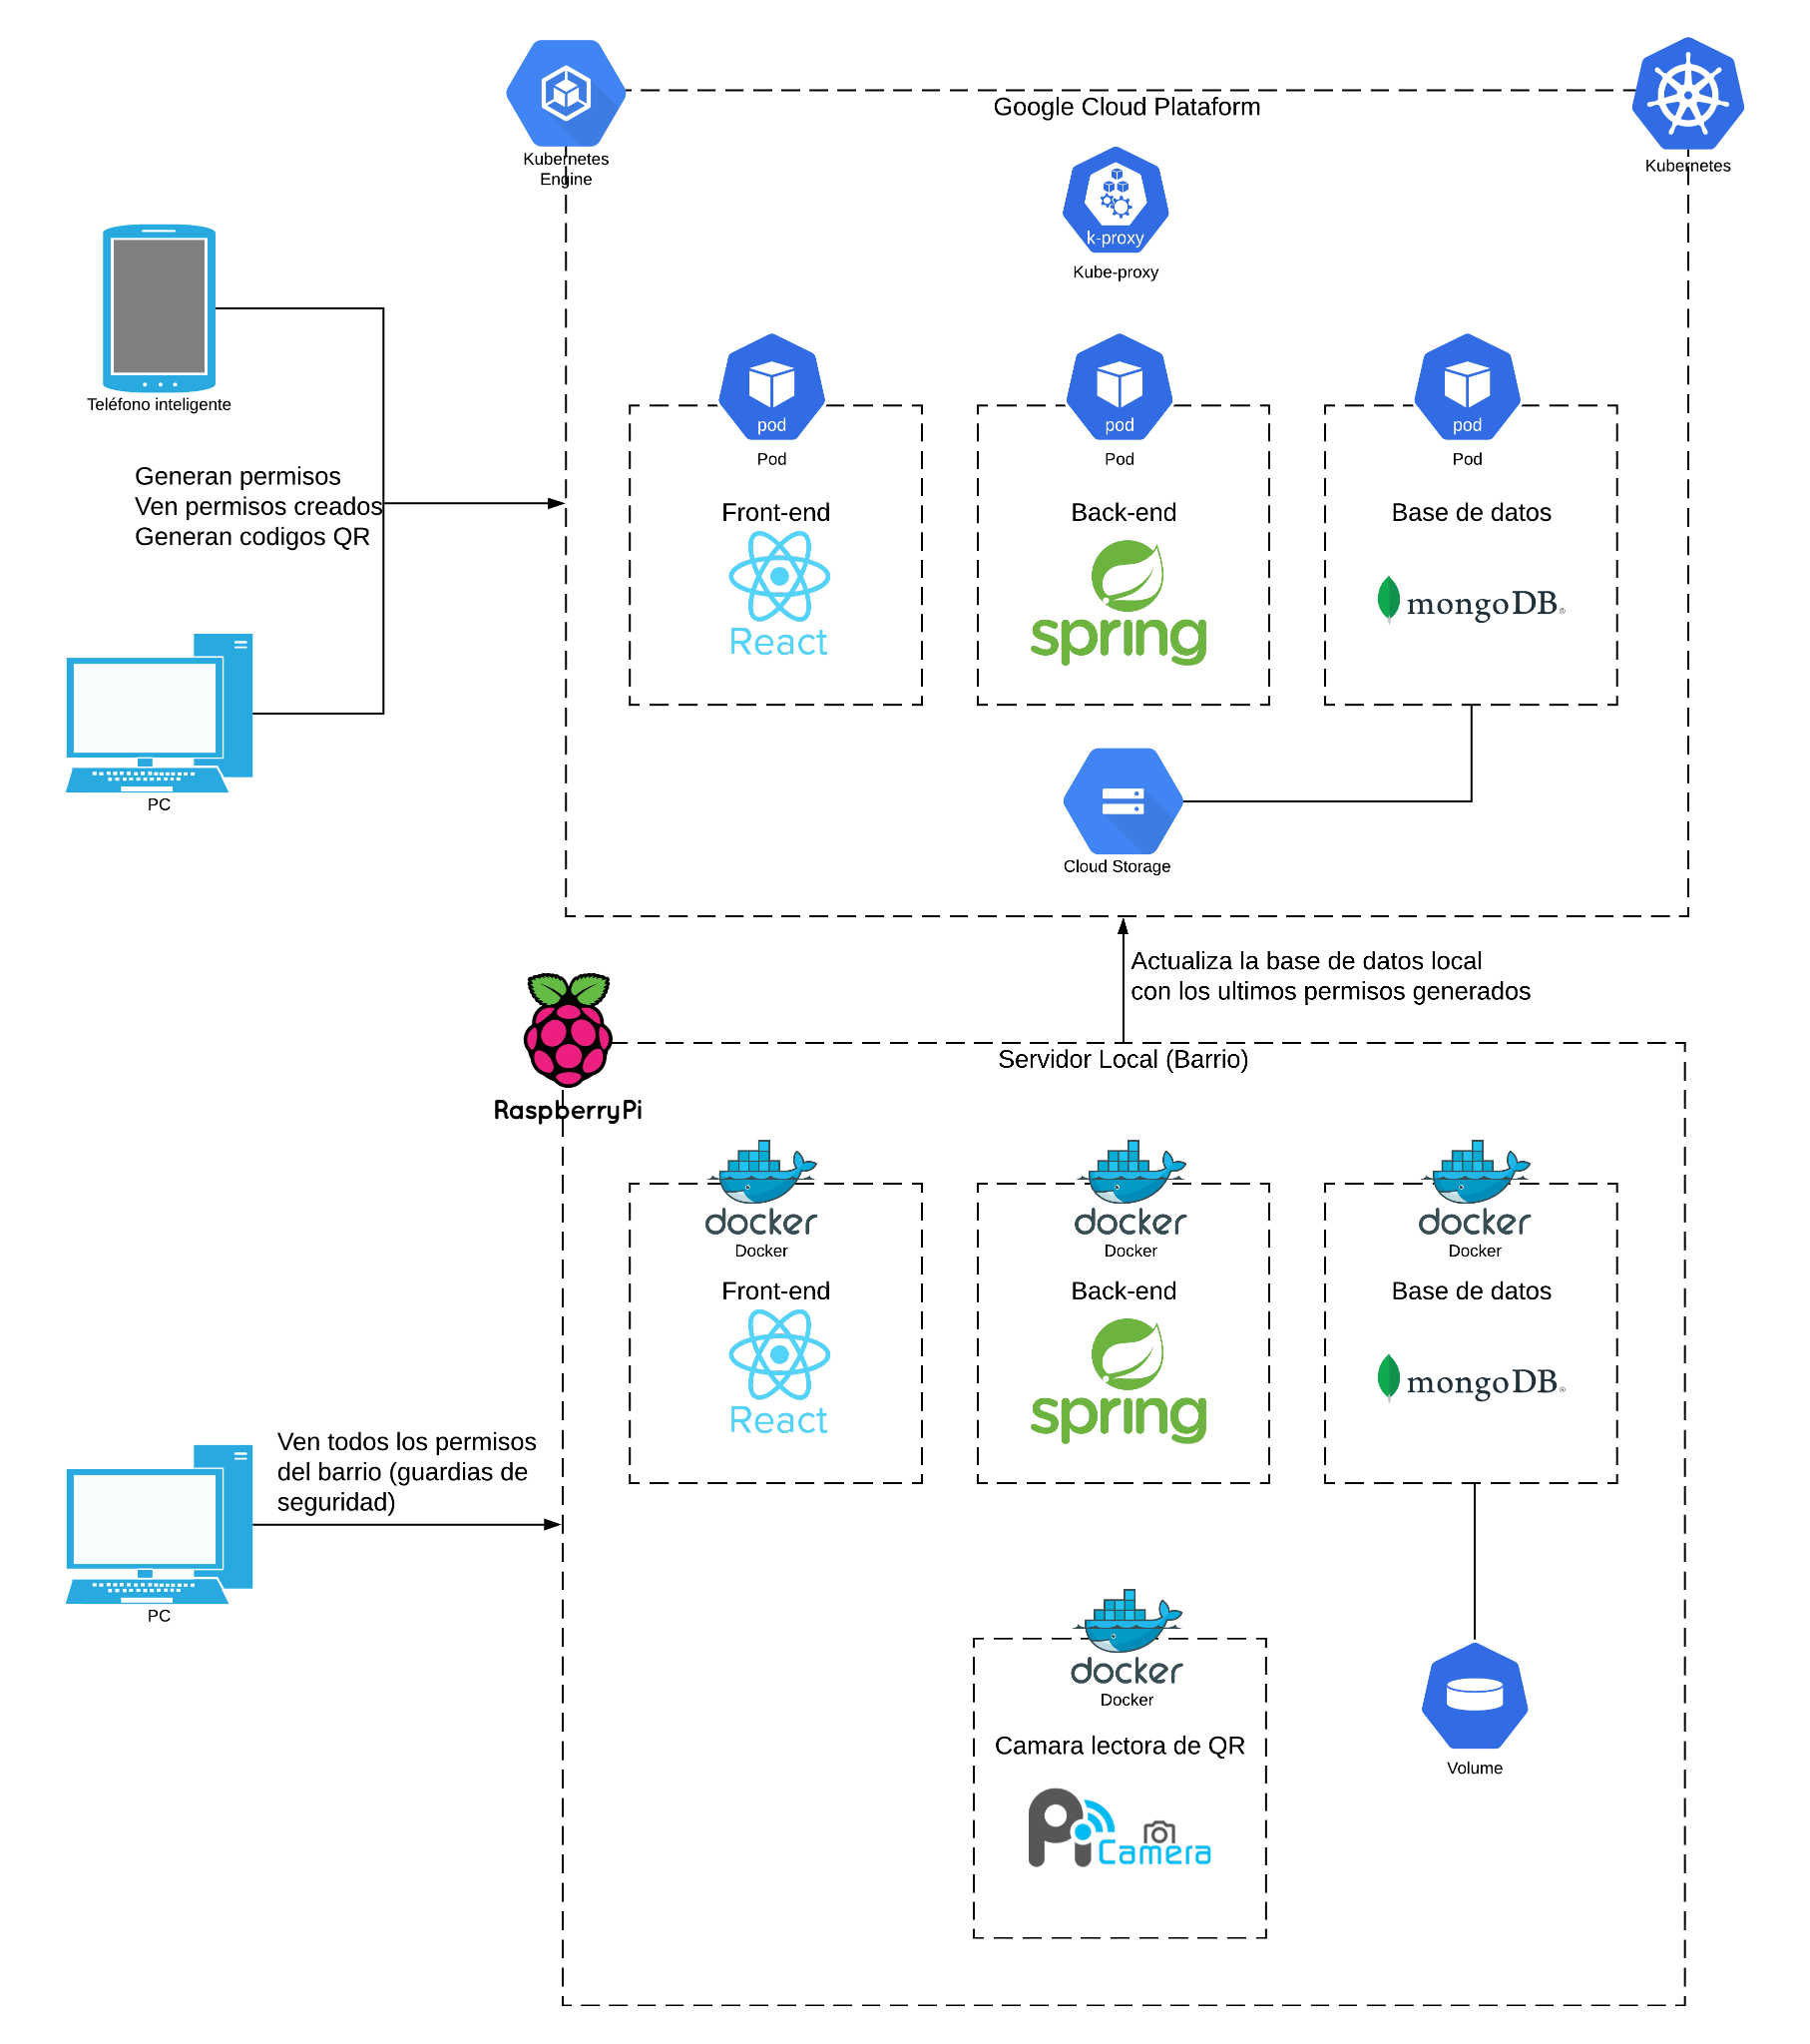 Google Cloud Plataform
Kubernetes
Engine
Kubernetes
k-proxy
Kube-proxy
Teléfono inteligente
pod
Pod
pod
Pod
pod
Pod
Generan permisos
Ven permisos creados
Generan codigos QR
Front-end
React
Back-end
spring
Base de datos
mongoDB®
PC
Cloud Storage
Actualiza la base de datos local
con los ultimos permisos generados
RaspberryPi
Servidor Local (Barrio)
docker
Docker
docker
Docker
docker
Docker
Front-end
React
Back-end
spring
Base de datos
mongoDB®
Ven todos los permisos
del barrio (guardias de
seguridad)
PC
docker
Docker
Camara lectora de QR
Pi Camera
Volume